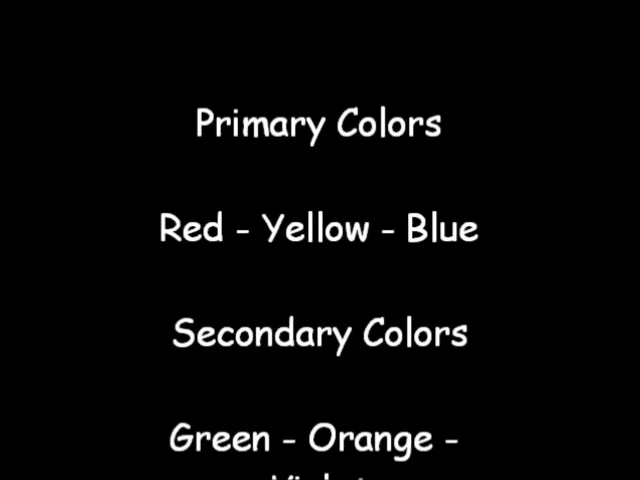 Primary Colors
Red - Yellow - Blue
Secondary Colors
Green - Orange -